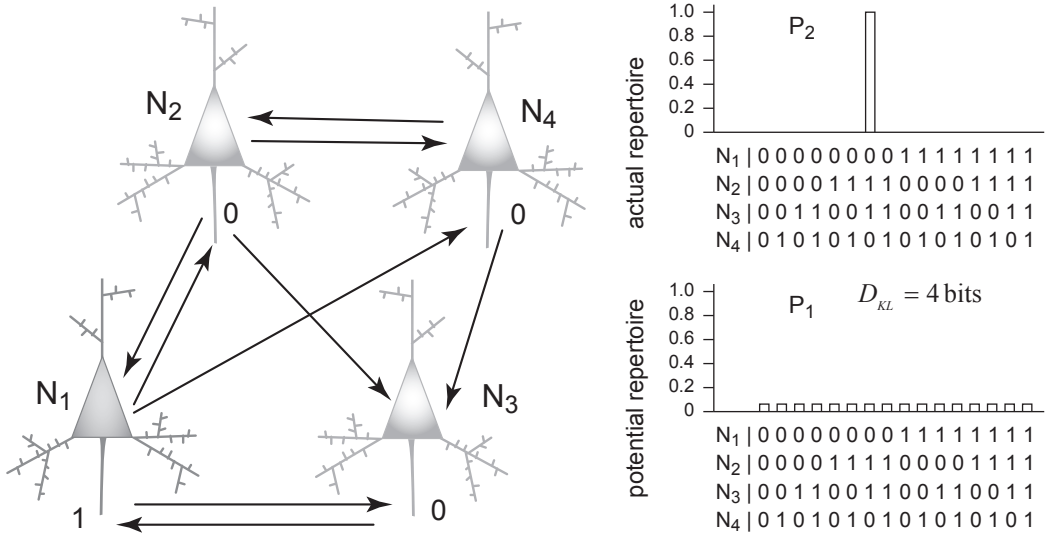 N₂
N₄
0
0
N₁
N₃
1
0
actual repertoire
1.0
0.8
0.6
0.4
0.2
0
P₂
N₁ | 0 0 0 0 0 0 0 0 1 1 1 1 1 1 1 1
N₂ | 0 0 0 0 1 1 1 1 0 0 0 0 1 1 1 1
N₃ | 0 0 1 1 0 0 1 1 0 0 1 1 0 0 1 1
N₄ | 0 1 0 1 0 1 0 1 0 1 0 1 0 1 0 1
potential repertoire
1.0
0.8
0.6
0.4
0.2
0
P₁
D_KL = 4 bits
N₁ | 0 0 0 0 0 0 0 0 1 1 1 1 1 1 1 1
N₂ | 0 0 0 0 1 1 1 1 0 0 0 0 1 1 1 1
N₃ | 0 0 1 1 0 0 1 1 0 0 1 1 0 0 1 1
N₄ | 0 1 0 1 0 1 0 1 0 1 0 1 0 1 0 1